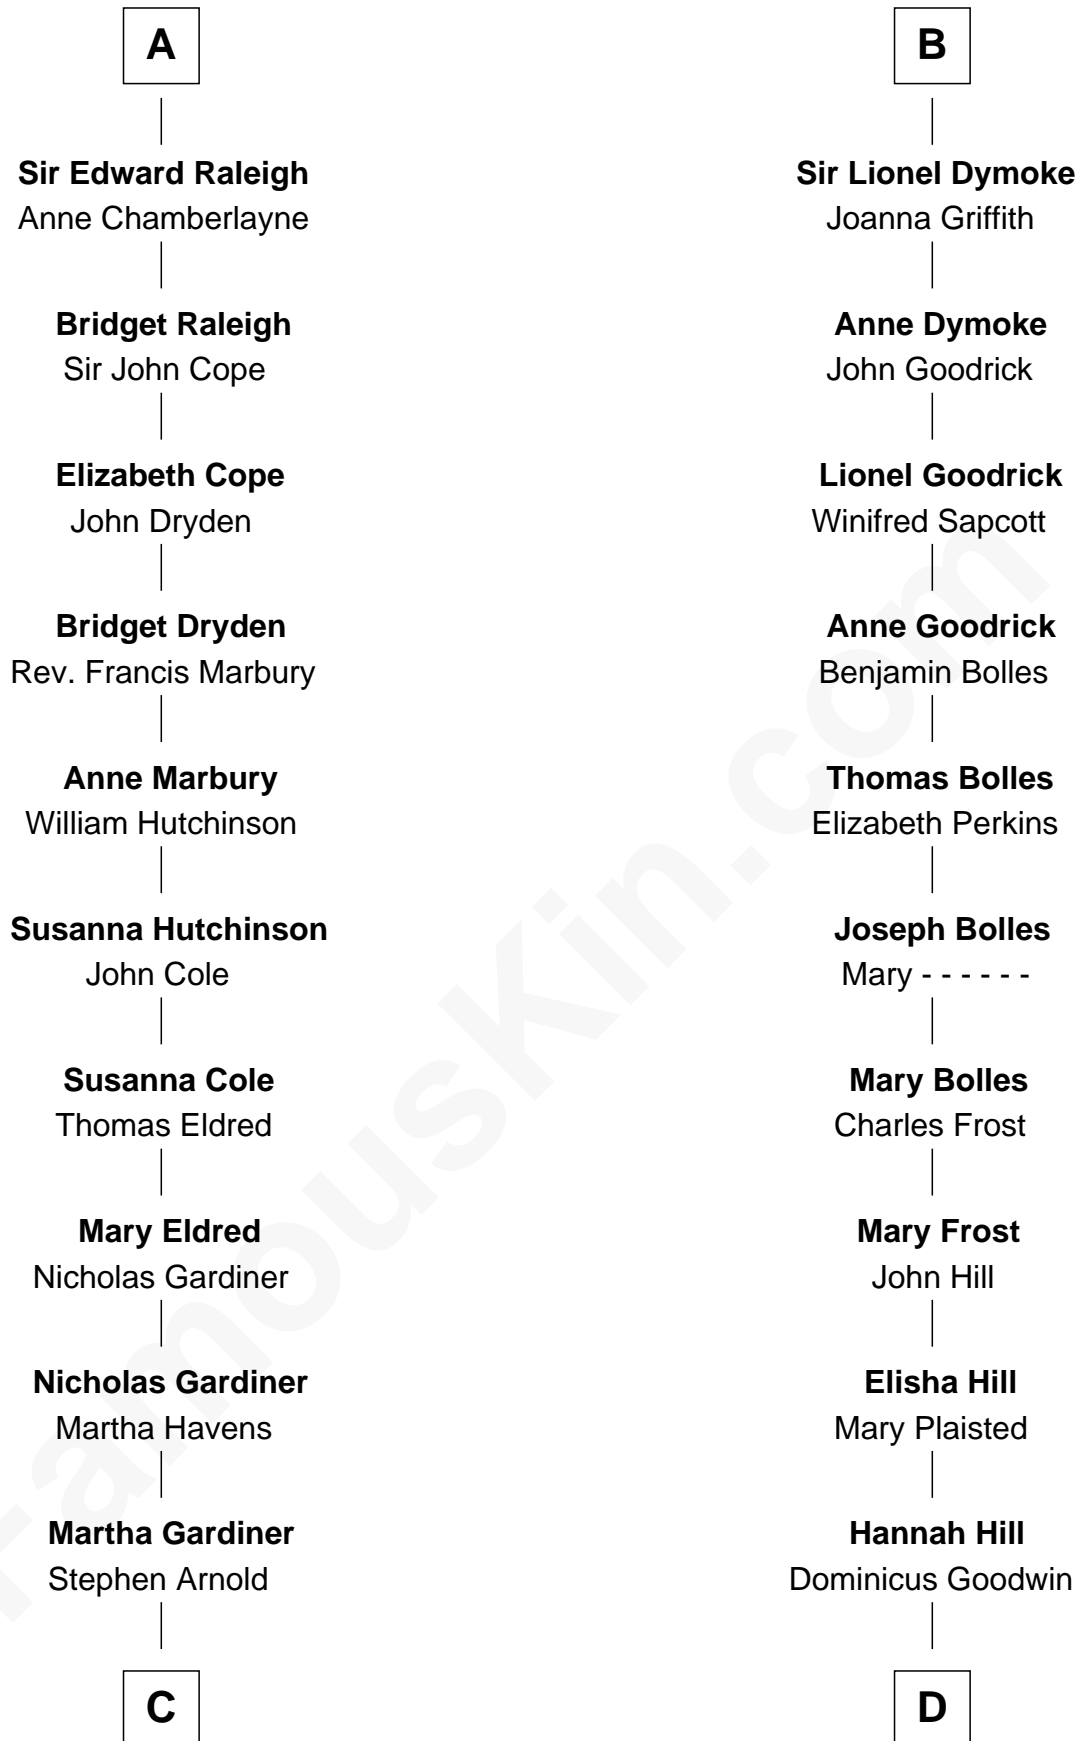 A
Sir Edward Raleigh
Anne Chamberlayne
Bridget Raleigh
Sir John Cope
Elizabeth Cope
John Dryden
Bridget Dryden
Rev. Francis Marbury
Anne Marbury
William Hutchinson
Susanna Hutchinson
John Cole
Susanna Cole
Thomas Eldred
Mary Eldred
Nicholas Gardiner
Nicholas Gardiner
Martha Havens
Martha Gardiner
Stephen Arnold
C
B
Sir Lionel Dymoke
Joanna Griffith
Anne Dymoke
John Goodrick
Lionel Goodrick
Winifred Sapcott
Anne Goodrick
Benjamin Bolles
Thomas Bolles
Elizabeth Perkins
Joseph Bolles
Mary - - - - - -
Mary Bolles
Charles Frost
Mary Frost
John Hill
Elisha Hill
Mary Plaisted
Hannah Hill
Dominicus Goodwin
D
FamousKin.com